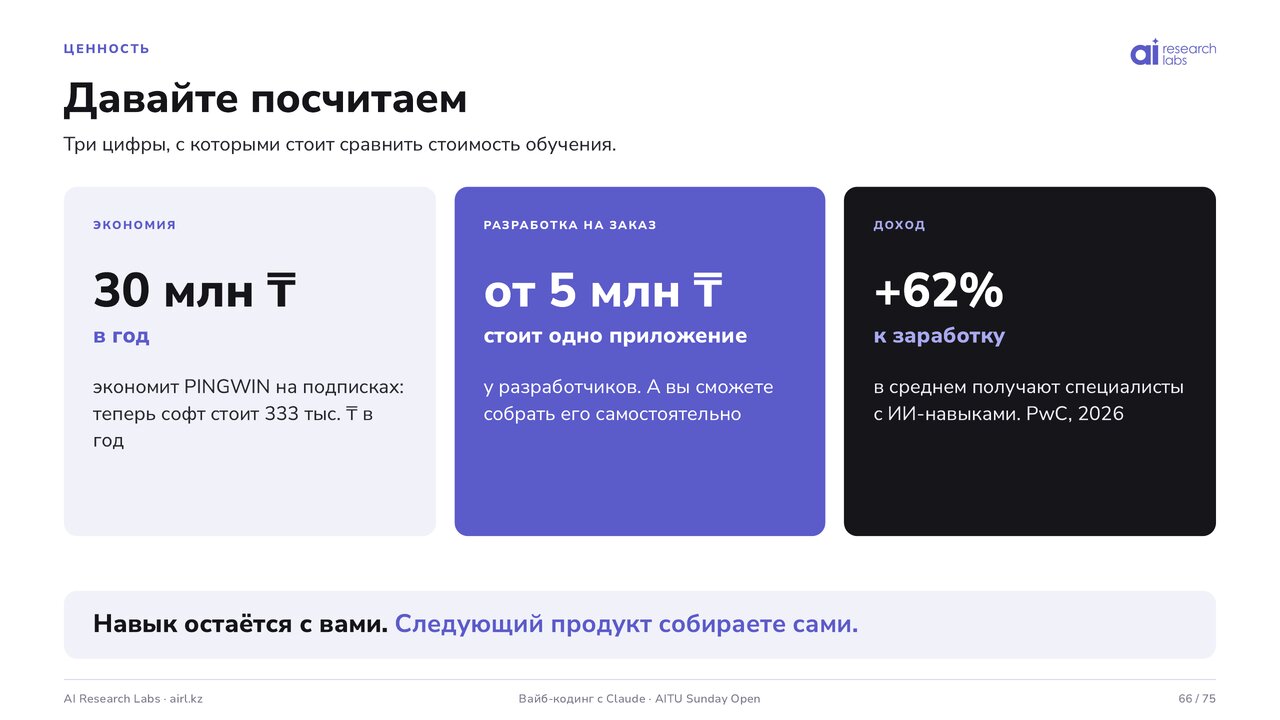 ЦЕННОСТЬ
ai research labs
Давайте посчитаем
Три цифры, с которыми стоит сравнить стоимость обучения.
ЭКОНОМИЯ
30 млн ₸
в год
экономит PINGWIN на подписках:
теперь софт стоит 333 тыс. ₸ в
год
РАЗРАБОТКА НА ЗАКАЗ
от 5 млн ₸
стоит одно приложение
у разработчиков. А вы сможете
собрать его самостоятельно
ДОХОД
+62%
к заработку
в среднем получают специалисты
с ИИ-навыками. PwC, 2026
Навык остаётся с вами. Следующий продукт собираете сами.
AI Research Labs · airl.kz
Вайб-кодинг с Claude · AITU Sunday Open
66 / 75